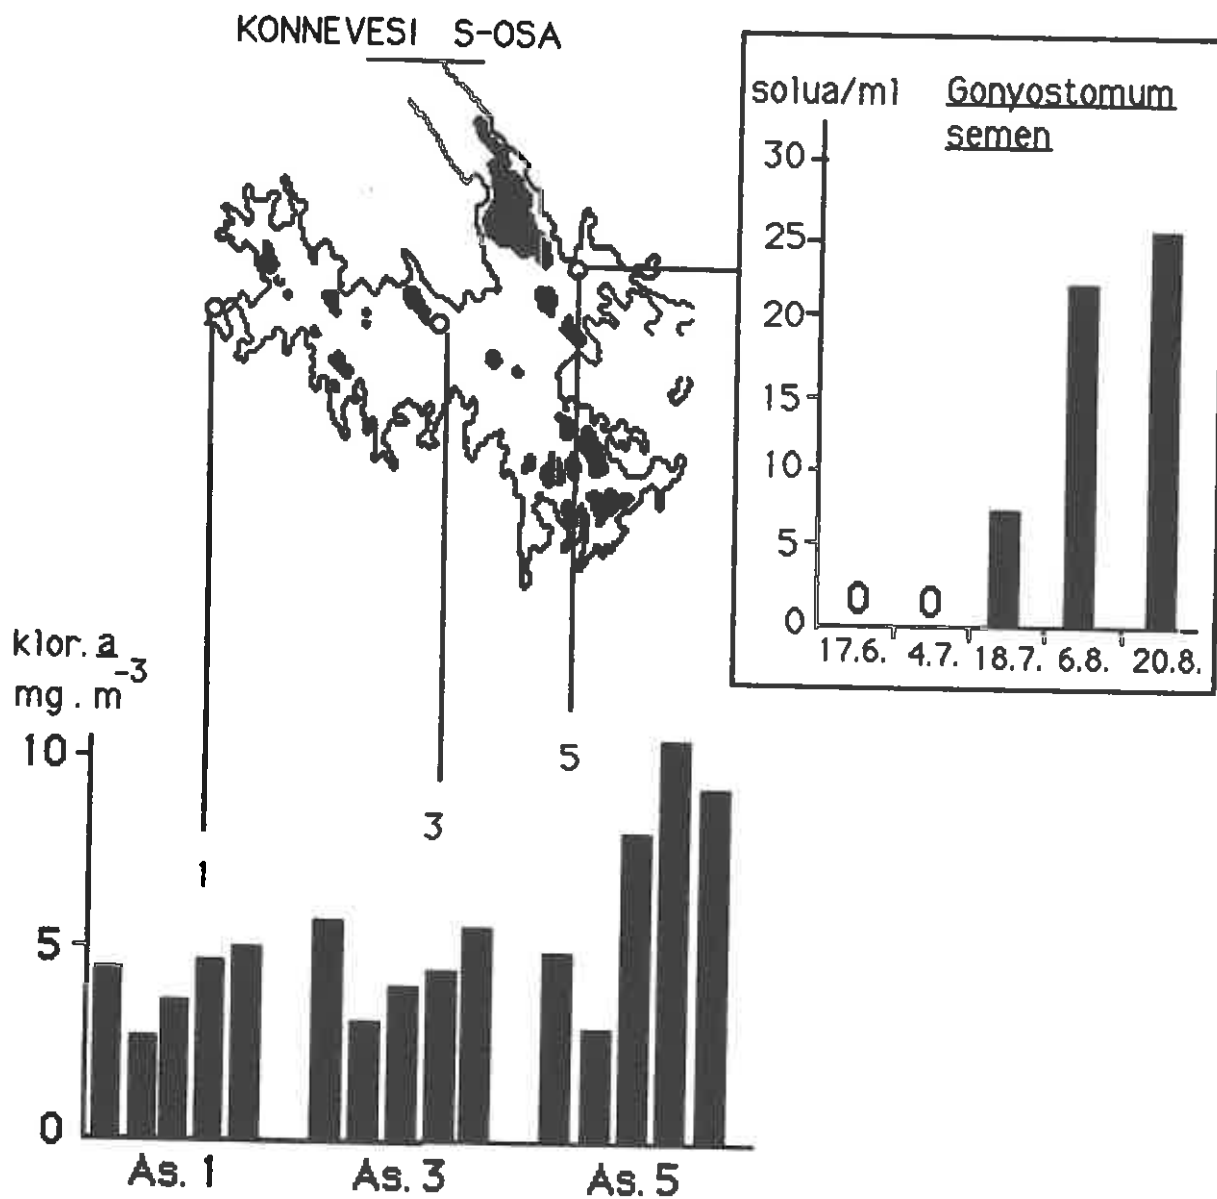 KONNEVESI S-OSA
solua/ml
Gonyostomum
semen
30
25
20
15
10
5
0
0 0
17.6. 4.7. 18.7. 6.8. 20.8.
klor. a
mg . m-3
10
5
0
1
3
5
As. 1 As. 3 As. 5